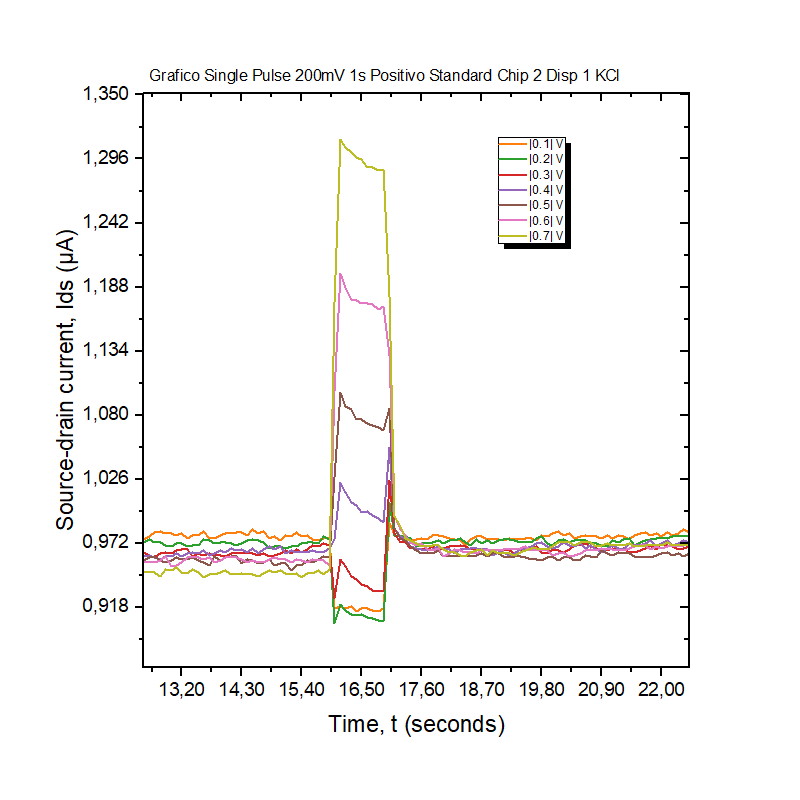 Grafico Single Pulse 200mV 1s Positivo Standard Chip 2 Disp 1 KCl
1,350
1,296
1,242
1,188
1,134
1,080
1,026
0,972
0,918
Source-drain current, Ids (µA)
|0.1| V
|0.2| V
|0.3| V
|0.4| V
|0.5| V
|0.6| V
|0.7| V
13,20 14,30 15,40 16,50 17,60 18,70 19,80 20,90 22,00
Time, t (seconds)